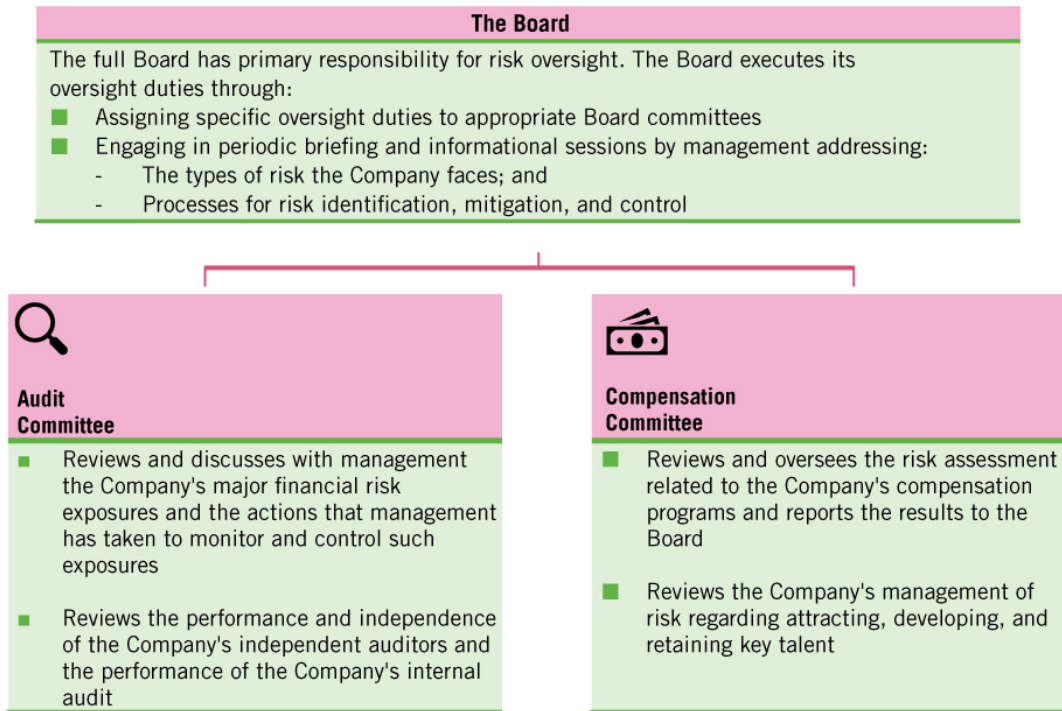 The Board
The full Board has primary responsibility for risk oversight. The Board executes its
oversight duties through:
■ Assigning specific oversight duties to appropriate Board committees
■ Engaging in periodic briefing and informational sessions by management addressing:
- The types of risk the Company faces; and
- Processes for risk identification, mitigation, and control
Audit
Committee
■ Reviews and discusses with management
the Company's major financial risk
exposures and the actions that management
has taken to monitor and control such
exposures
■ Reviews the performance and independence
of the Company's independent auditors and
the performance of the Company's internal
audit
Compensation
Committee
■ Reviews and oversees the risk assessment
related to the Company's compensation
programs and reports the results to the
Board
■ Reviews the Company's management of
risk regarding attracting, developing, and
retaining key talent